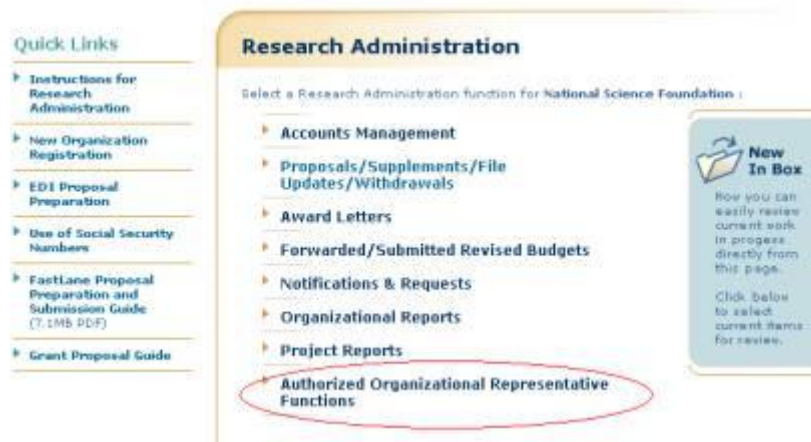 Quick Links
Instructions for
Research
Administration
New Organization
Registration
EDI Proposal
Preparation
Use of Social Security
Numbers
FastLane Proposal
Preparation and
Submission Guide
(7.1MB PDF)
Grant Proposal Guide
Research Administration
Select a Research Administration function for National Science Foundation :
Accounts Management
Proposals/Supplements/File
Updates/Withdrawals
Award Letters
Forwarded/Submitted Revised Budgets
Notifications & Requests
Organizational Reports
Project Reports
Authorized Organizational Representative
Functions
New
In Box
Now you can
easily review
current work
in progess
directly from
this page.
Click below
to select
current items
for review.